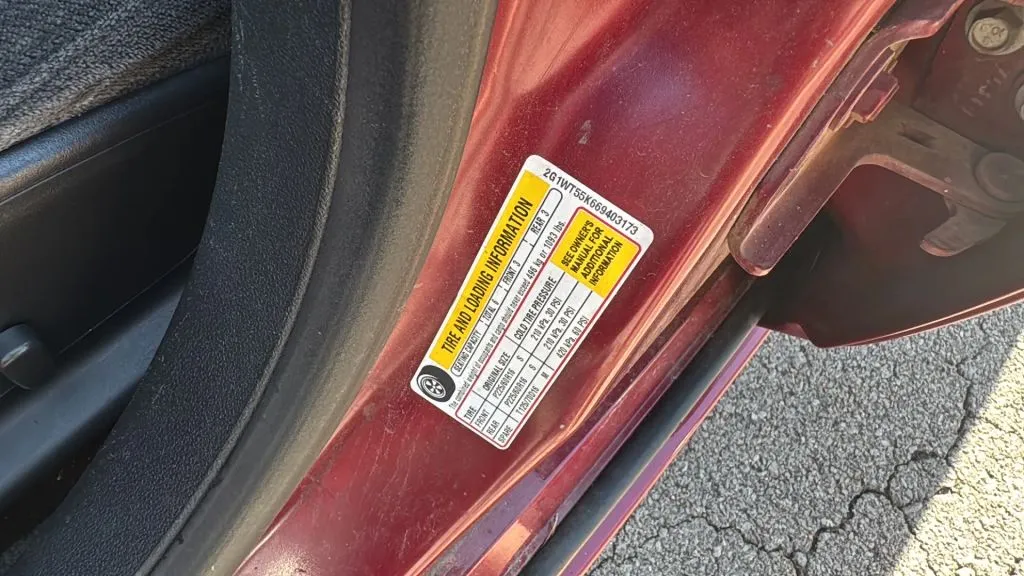 2G1WT55K669403173
TIRE AND LOADING INFORMATION
SEATING CAPACITY TOTAL 6 FRONT 3 REAR 3
The combined weight of occupants and cargo should never exceed 496 kg or 1093 lbs.
TIRE ORIGINAL SIZE COLD TIRE PRESSURE
FRONT P225/60R16 S 210 kPa, 30 PSI
REAR P225/60R16 S 210 kPa, 30 PSI
SPARE T125/70D16 M 420 kPa, 60 PSI
SEE OWNER'S
MANUAL FOR
ADDITIONAL
INFORMATION